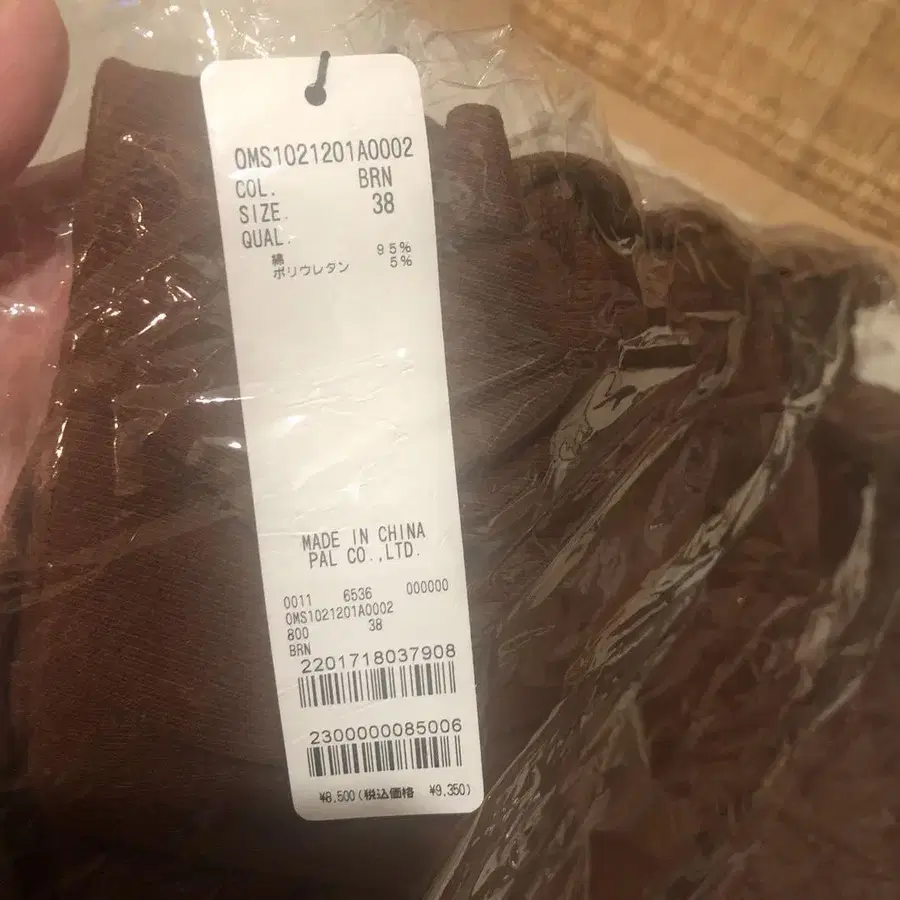 OMS1021201A0002
COL. BRN
SIZE. 38
QUAL.
綿 95%
ポリウレタン 5%
MADE IN CHINA
PAL CO.,LTD.
0011 6536 000000
OMS1021201A0002
800 38
BRN
2201718037908
2300000085006
¥8,500(税込価格 ¥9,350)